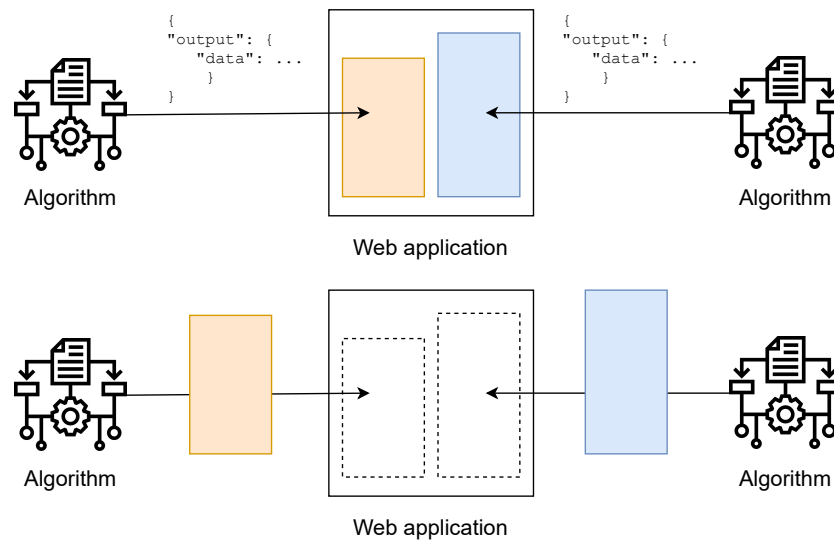 {
"output": {
"data": ...
}
}
{
"output": {
"data": ...
}
}
Algorithm
Algorithm
Web application
Algorithm
Algorithm
Web application